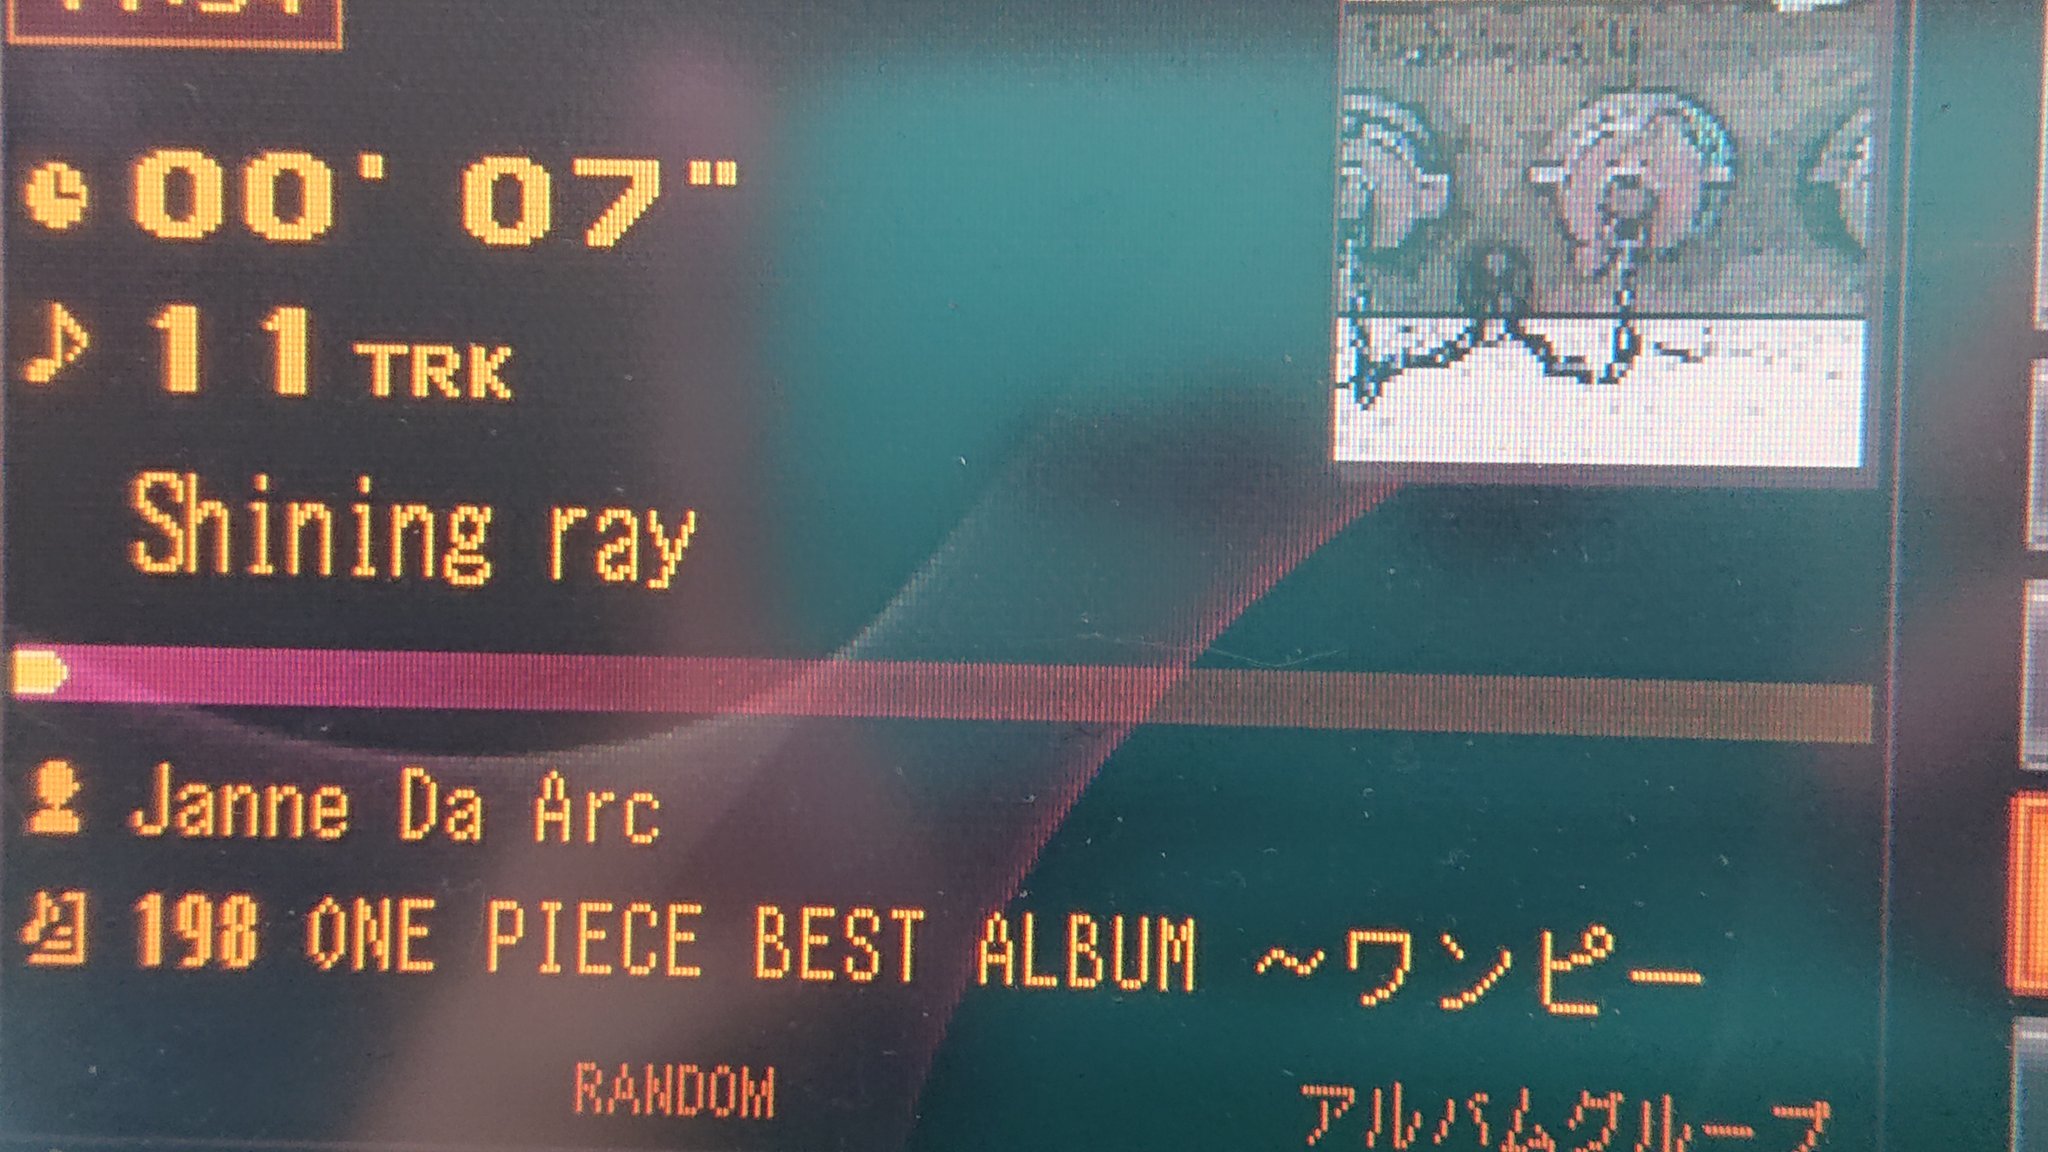 00' 07"
11 TRK
Shining ray
Janne Da Arc
198 ONE PIECE BEST ALBUM ～ワンピー
RANDOM
アルバムグループ